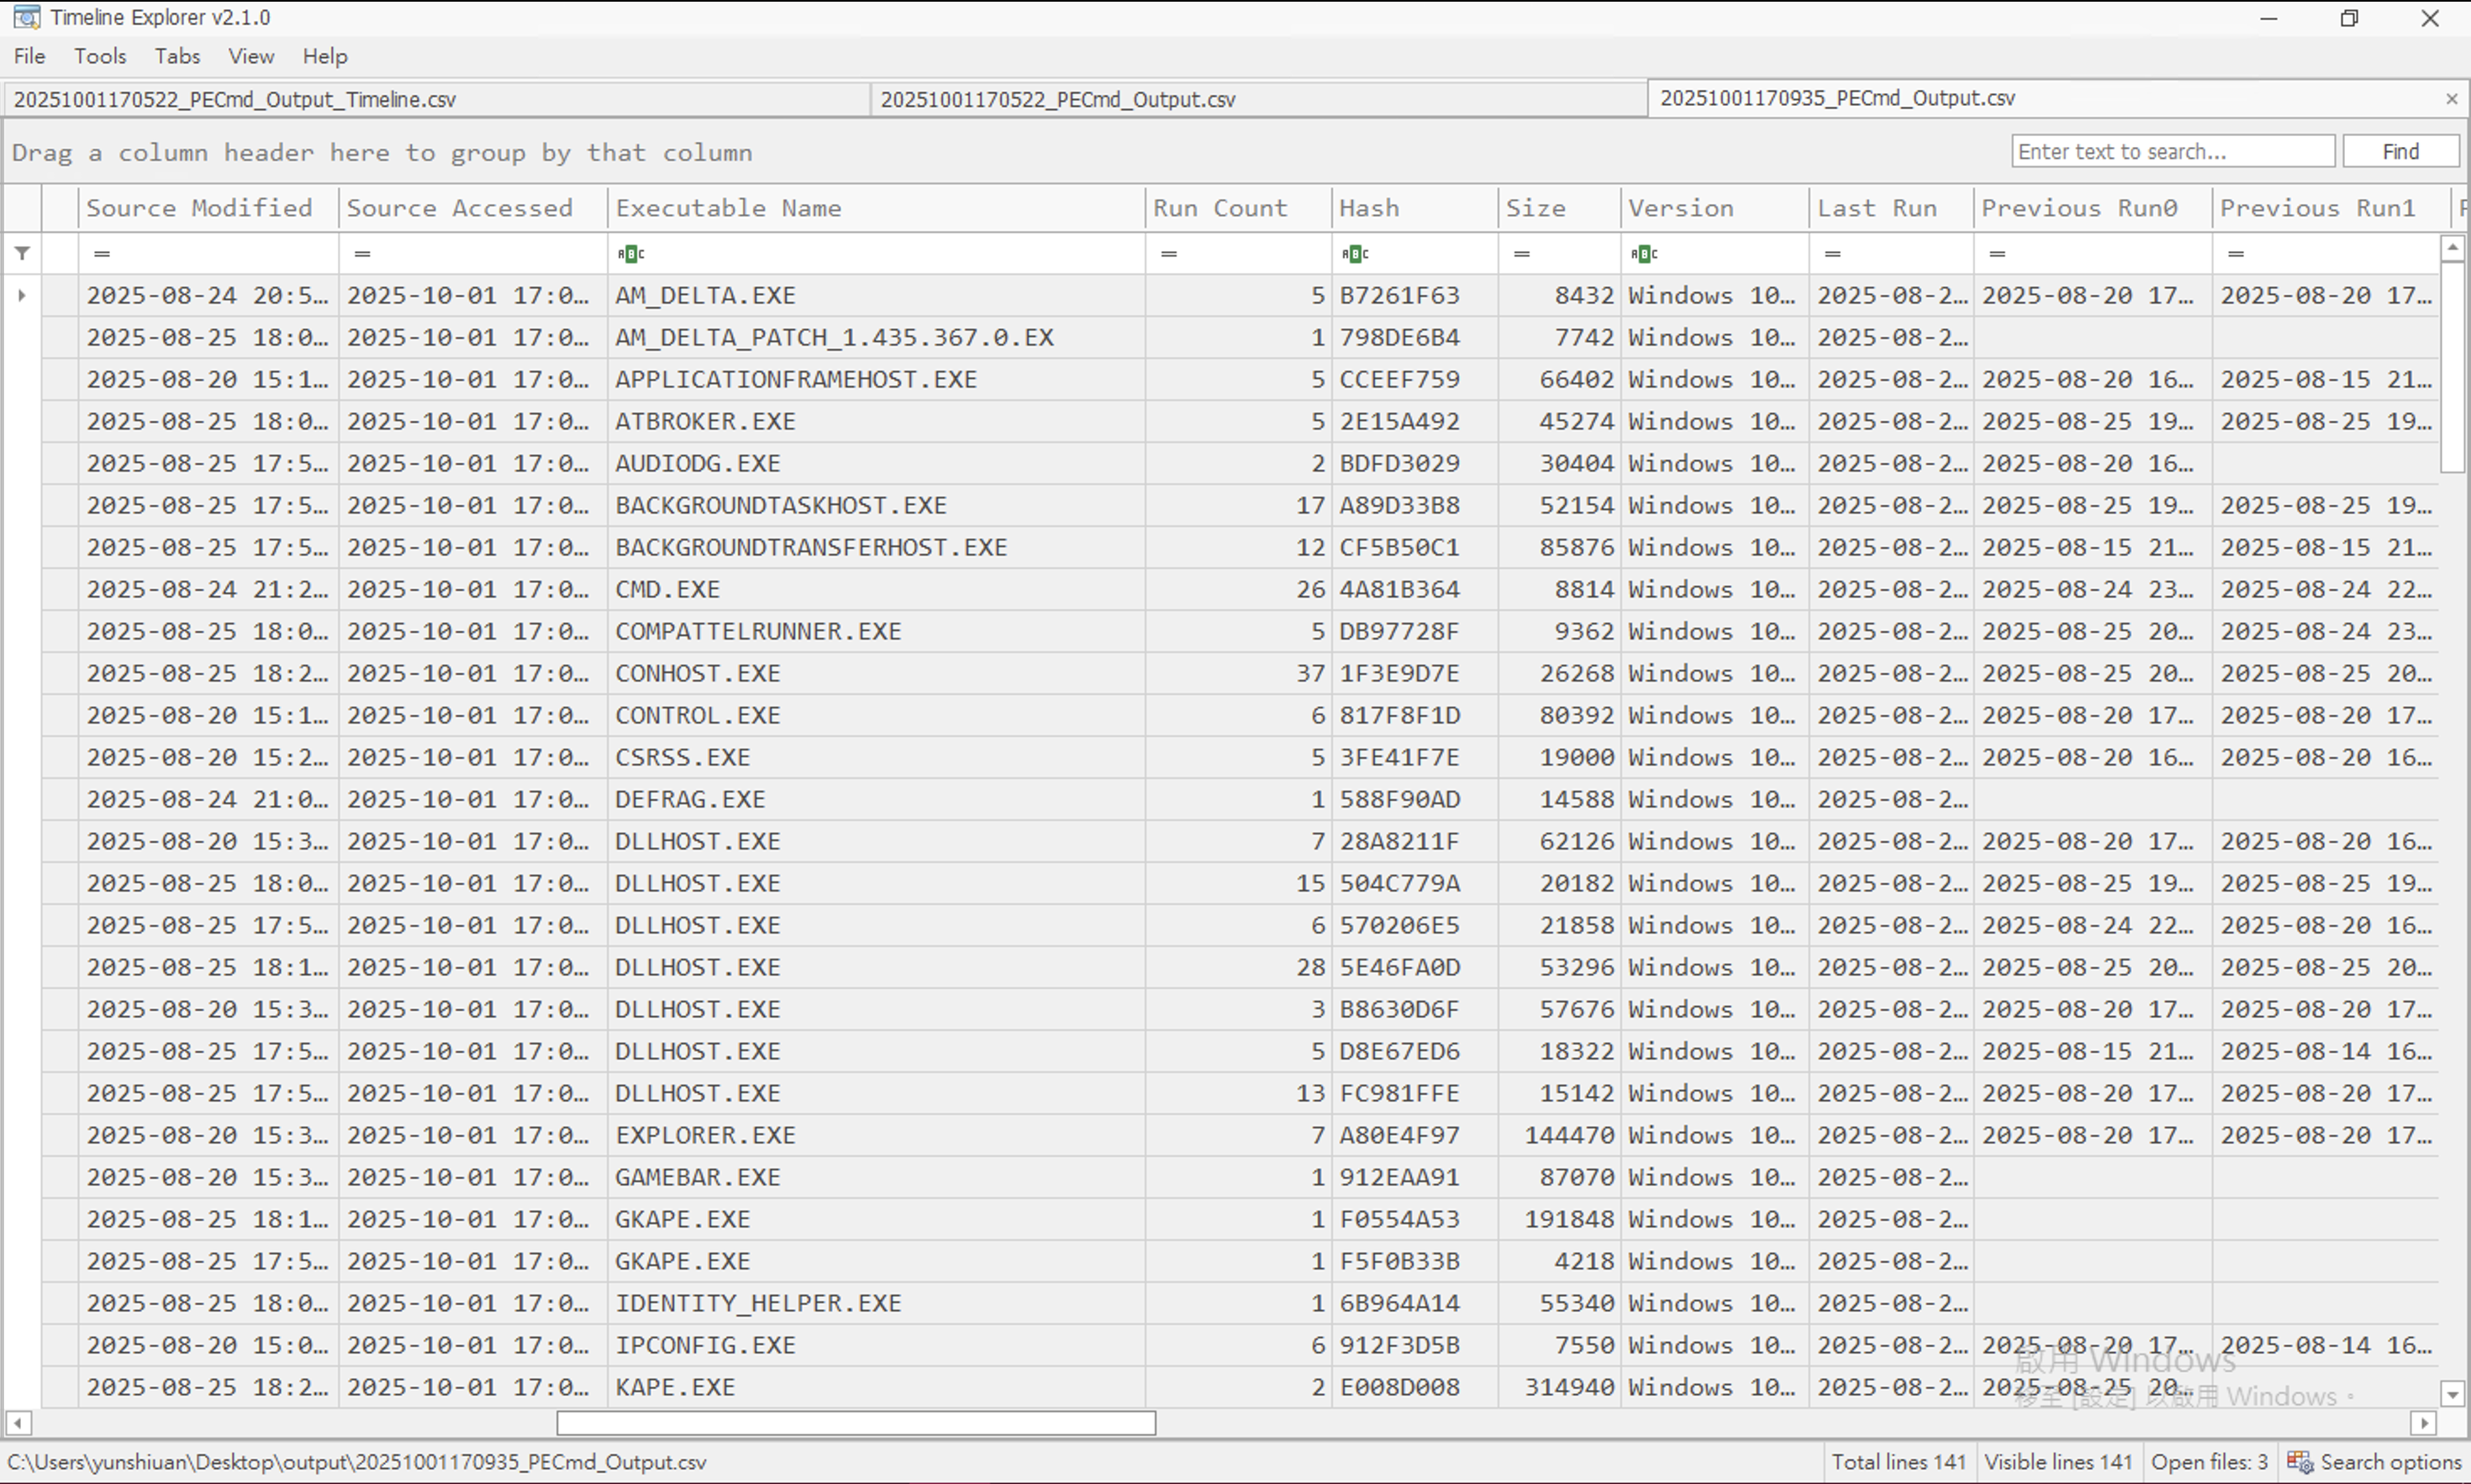 Timeline Explorer v2.1.0
File Tools Tabs View Help
20251001170522_PECmd_Output_Timeline.csv 20251001170522_PECmd_Output.csv 20251001170935_PECmd_Output.csv
Drag a column header here to group by that column Enter text to search... Find
Source Modified Source Accessed Executable Name Run Count Hash Size Version Last Run Previous Run0 Previous Run1
= = ABC = ABC = ABC = = =
2025-08-24 20:5… 2025-10-01 17:0… AM_DELTA.EXE 5 B7261F63 8432 Windows 10… 2025-08-2… 2025-08-20 17… 2025-08-20 17…
2025-08-25 18:0… 2025-10-01 17:0… AM_DELTA_PATCH_1.435.367.0.EX 1 798DE6B4 7742 Windows 10… 2025-08-2…
2025-08-20 15:1… 2025-10-01 17:0… APPLICATIONFRAMEHOST.EXE 5 CCEEF759 66402 Windows 10… 2025-08-2… 2025-08-20 16… 2025-08-15 21…
2025-08-25 18:0… 2025-10-01 17:0… ATBROKER.EXE 5 2E15A492 45274 Windows 10… 2025-08-2… 2025-08-25 19… 2025-08-25 19…
2025-08-25 17:5… 2025-10-01 17:0… AUDIODG.EXE 2 BDFD3029 30404 Windows 10… 2025-08-2… 2025-08-20 16…
2025-08-25 17:5… 2025-10-01 17:0… BACKGROUNDTASKHOST.EXE 17 A89D33B8 52154 Windows 10… 2025-08-2… 2025-08-25 19… 2025-08-25 19…
2025-08-25 17:5… 2025-10-01 17:0… BACKGROUNDTRANSFERHOST.EXE 12 CF5B50C1 85876 Windows 10… 2025-08-2… 2025-08-15 21… 2025-08-15 21…
2025-08-24 21:2… 2025-10-01 17:0… CMD.EXE 26 4A81B364 8814 Windows 10… 2025-08-2… 2025-08-24 23… 2025-08-24 22…
2025-08-25 18:0… 2025-10-01 17:0… COMPATTELRUNNER.EXE 5 DB97728F 9362 Windows 10… 2025-08-2… 2025-08-25 20… 2025-08-24 23…
2025-08-25 18:2… 2025-10-01 17:0… CONHOST.EXE 37 1F3E9D7E 26268 Windows 10… 2025-08-2… 2025-08-25 20… 2025-08-25 20…
2025-08-20 15:1… 2025-10-01 17:0… CONTROL.EXE 6 817F8F1D 80392 Windows 10… 2025-08-2… 2025-08-20 17… 2025-08-20 17…
2025-08-20 15:2… 2025-10-01 17:0… CSRSS.EXE 5 3FE41F7E 19000 Windows 10… 2025-08-2… 2025-08-20 16… 2025-08-20 16…
2025-08-24 21:0… 2025-10-01 17:0… DEFRAG.EXE 1 588F90AD 14588 Windows 10… 2025-08-2…
2025-08-20 15:3… 2025-10-01 17:0… DLLHOST.EXE 7 28A8211F 62126 Windows 10… 2025-08-2… 2025-08-20 17… 2025-08-20 16…
2025-08-25 18:0… 2025-10-01 17:0… DLLHOST.EXE 15 504C779A 20182 Windows 10… 2025-08-2… 2025-08-25 19… 2025-08-25 19…
2025-08-25 17:5… 2025-10-01 17:0… DLLHOST.EXE 6 570206E5 21858 Windows 10… 2025-08-2… 2025-08-24 22… 2025-08-20 16…
2025-08-25 18:1… 2025-10-01 17:0… DLLHOST.EXE 28 5E46FA0D 53296 Windows 10… 2025-08-2… 2025-08-25 20… 2025-08-25 20…
2025-08-20 15:3… 2025-10-01 17:0… DLLHOST.EXE 3 B8630D6F 57676 Windows 10… 2025-08-2… 2025-08-20 17… 2025-08-20 17…
2025-08-25 17:5… 2025-10-01 17:0… DLLHOST.EXE 5 D8E67ED6 18322 Windows 10… 2025-08-2… 2025-08-15 21… 2025-08-14 16…
2025-08-25 17:5… 2025-10-01 17:0… DLLHOST.EXE 13 FC981FFE 15142 Windows 10… 2025-08-2… 2025-08-20 17… 2025-08-20 17…
2025-08-20 15:3… 2025-10-01 17:0… EXPLORER.EXE 7 A80E4F97 144470 Windows 10… 2025-08-2… 2025-08-20 17… 2025-08-20 17…
2025-08-20 15:3… 2025-10-01 17:0… GAMEBAR.EXE 1 912EAA91 87070 Windows 10… 2025-08-2…
2025-08-25 18:1… 2025-10-01 17:0… GKAPE.EXE 1 F0554A53 191848 Windows 10… 2025-08-2…
2025-08-25 17:5… 2025-10-01 17:0… GKAPE.EXE 1 F5F0B33B 4218 Windows 10… 2025-08-2…
2025-08-25 18:0… 2025-10-01 17:0… IDENTITY_HELPER.EXE 1 6B964A14 55340 Windows 10… 2025-08-2…
2025-08-20 15:0… 2025-10-01 17:0… IPCONFIG.EXE 6 912F3D5B 7550 Windows 10… 2025-08-2… 2025-08-20 17… 2025-08-14 16…
啟用 Windows
2025-08-25 18:2… 2025-10-01 17:0… KAPE.EXE 2 E008D008 314940 Windows 10… 2025-08-2… 2025-08-25 20…
移至 [設定] 以啟用 Windows。
C:\Users\yunshiuan\Desktop\output\20251001170935_PECmd_Output.csv Total lines 141 Visible lines 141 Open files: 3 Search options